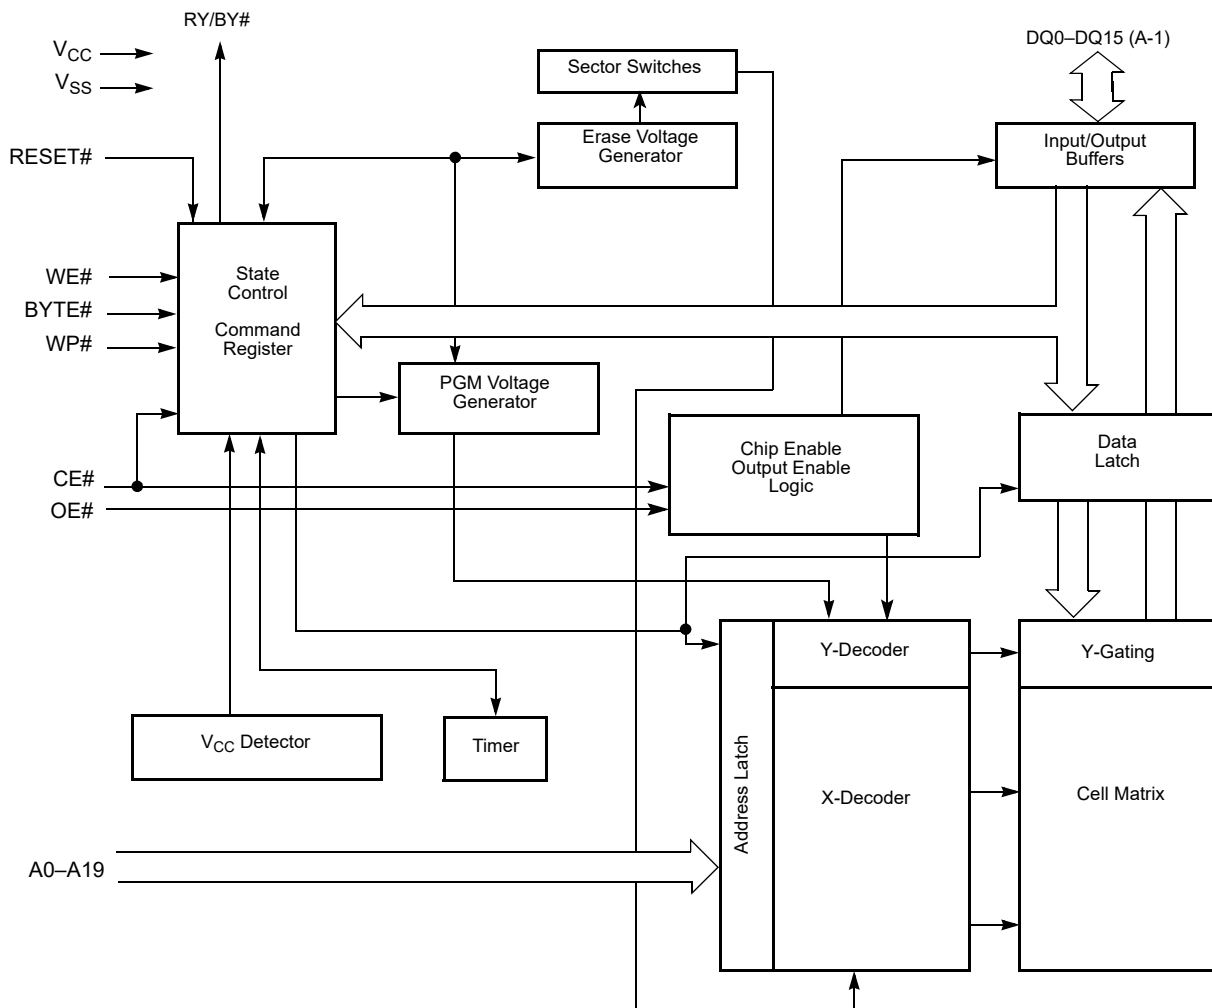 RY/BY#
VCC
VSS
RESET#
WE#
BYTE#
WP#
CE#
OE#
A0–A19
Sector Switches
Erase Voltage
Generator
State
Control
Command
Register
PGM Voltage
Generator
VCC Detector
Timer
Chip Enable
Output Enable
Logic
DQ0–DQ15 (A-1)
Input/Output
Buffers
Data
Latch
Address Latch
Y-Decoder
X-Decoder
Y-Gating
Cell Matrix